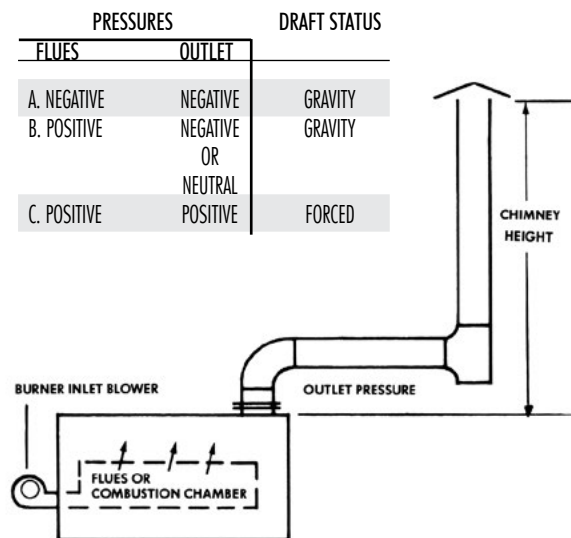 PRESSURES DRAFT STATUS
FLUES OUTLET
A. NEGATIVE NEGATIVE GRAVITY
B. POSITIVE NEGATIVE GRAVITY
OR
NEUTRAL
C. POSITIVE POSITIVE FORCED
CHIMNEY
HEIGHT
BURNER INLET BLOWER
OUTLET PRESSURE
FLUES OR
COMBUSTION CHAMBER